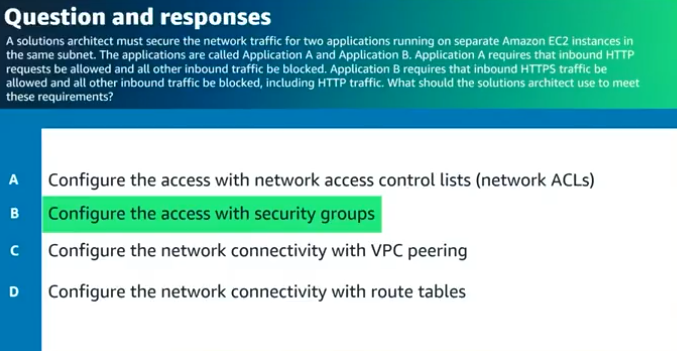 Question and responses
A solutions architect must secure the network traffic for two applications running on separate Amazon EC2 instances in
the same subnet. The applications are called Application A and Application B. Application A requires that inbound HTTP
requests be allowed and all other inbound traffic be blocked. Application B requires that inbound HTTPS traffic be
allowed and all other inbound traffic be blocked, including HTTP traffic. What should the solutions architect use to meet
these requirements?
A Configure the access with network access control lists (network ACLs)
B Configure the access with security groups
C Configure the network connectivity with VPC peering
D Configure the network connectivity with route tables